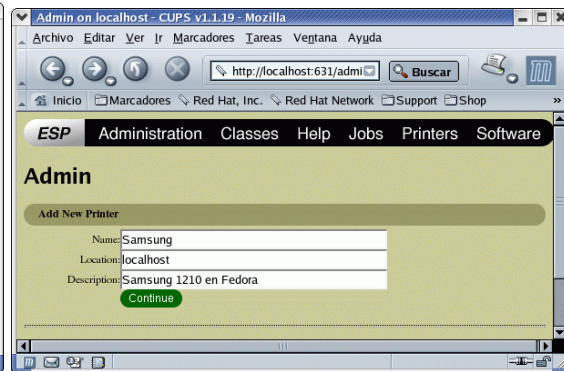 Admin on localhost - CUPS v1.1.19 - Mozilla
Archivo Editar Ver Ir Marcadores Tareas Ventana Ayuda
http://localhost:631/admi Buscar
Inicio Marcadores Red Hat, Inc. Red Hat Network Support Shop »
ESP Administration Classes Help Jobs Printers Software
Admin
Add New Printer
Name: Samsung
Location: localhost
Description: Samsung 1210 en Fedora
Continue